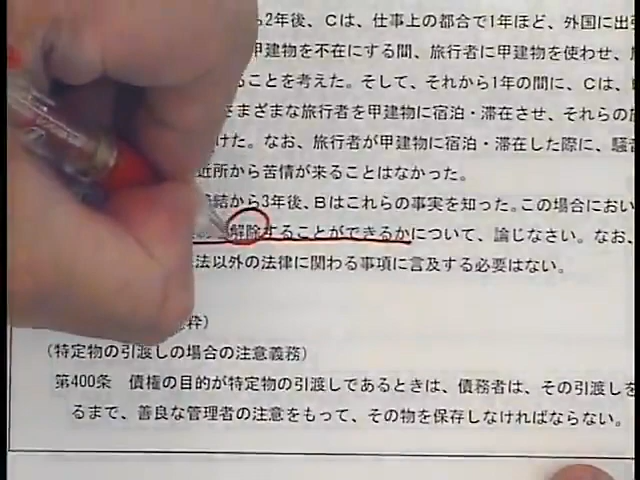 2年後、Cは、仕事上の都合で1年ほど、外国に出
甲建物を不在にする間、旅行者に甲建物を使わせ、
ることを考えた。そして、それから1年の間に、Cは、
さまざまな旅行者を甲建物に宿泊・滞在させ、それらの
けた。なお、旅行者が甲建物に宿泊・滞在した際に、騒
近所から苦情が来ることはなかった。
結から3年後、Bはこれらの事実を知った。この場合におい
解除することができるかについて、論じなさい。なお、
法以外の法律に関わる事項に言及する必要はない。
粋)
(特定物の引渡しの場合の注意義務)
第400条 債権の目的が特定物の引渡しであるときは、債務者は、その引渡しを
るまで、善良な管理者の注意をもって、その物を保存しなければならない。